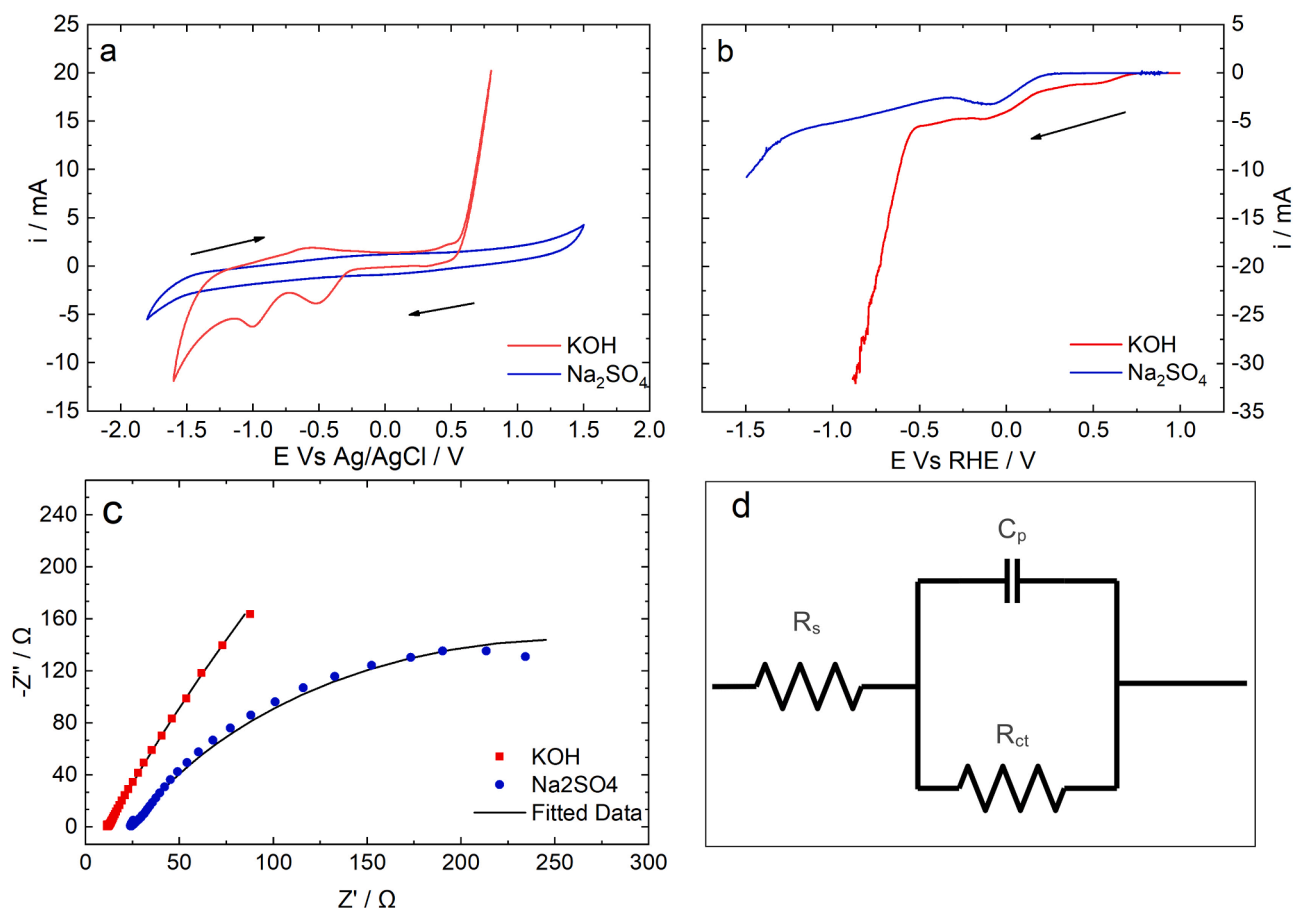 a
25
20
15
10
5
0
-5
-10
-15
i / mA
-2.0 -1.5 -1.0 -0.5 0.0 0.5 1.0 1.5 2.0
E Vs Ag/AgCl / V
KOH
Na₂SO₄
b
5
0
-5
-10
-15
-20
-25
-30
-35
i / mA
-1.5 -1.0 -0.5 0.0 0.5 1.0
E Vs RHE / V
KOH
Na₂SO₄
c
240
200
160
120
80
40
0
-Z" / Ω
0 50 100 150 200 250 300
Z' / Ω
KOH
Na2SO4
Fitted Data
d
Cₚ
Rₛ
R_ct